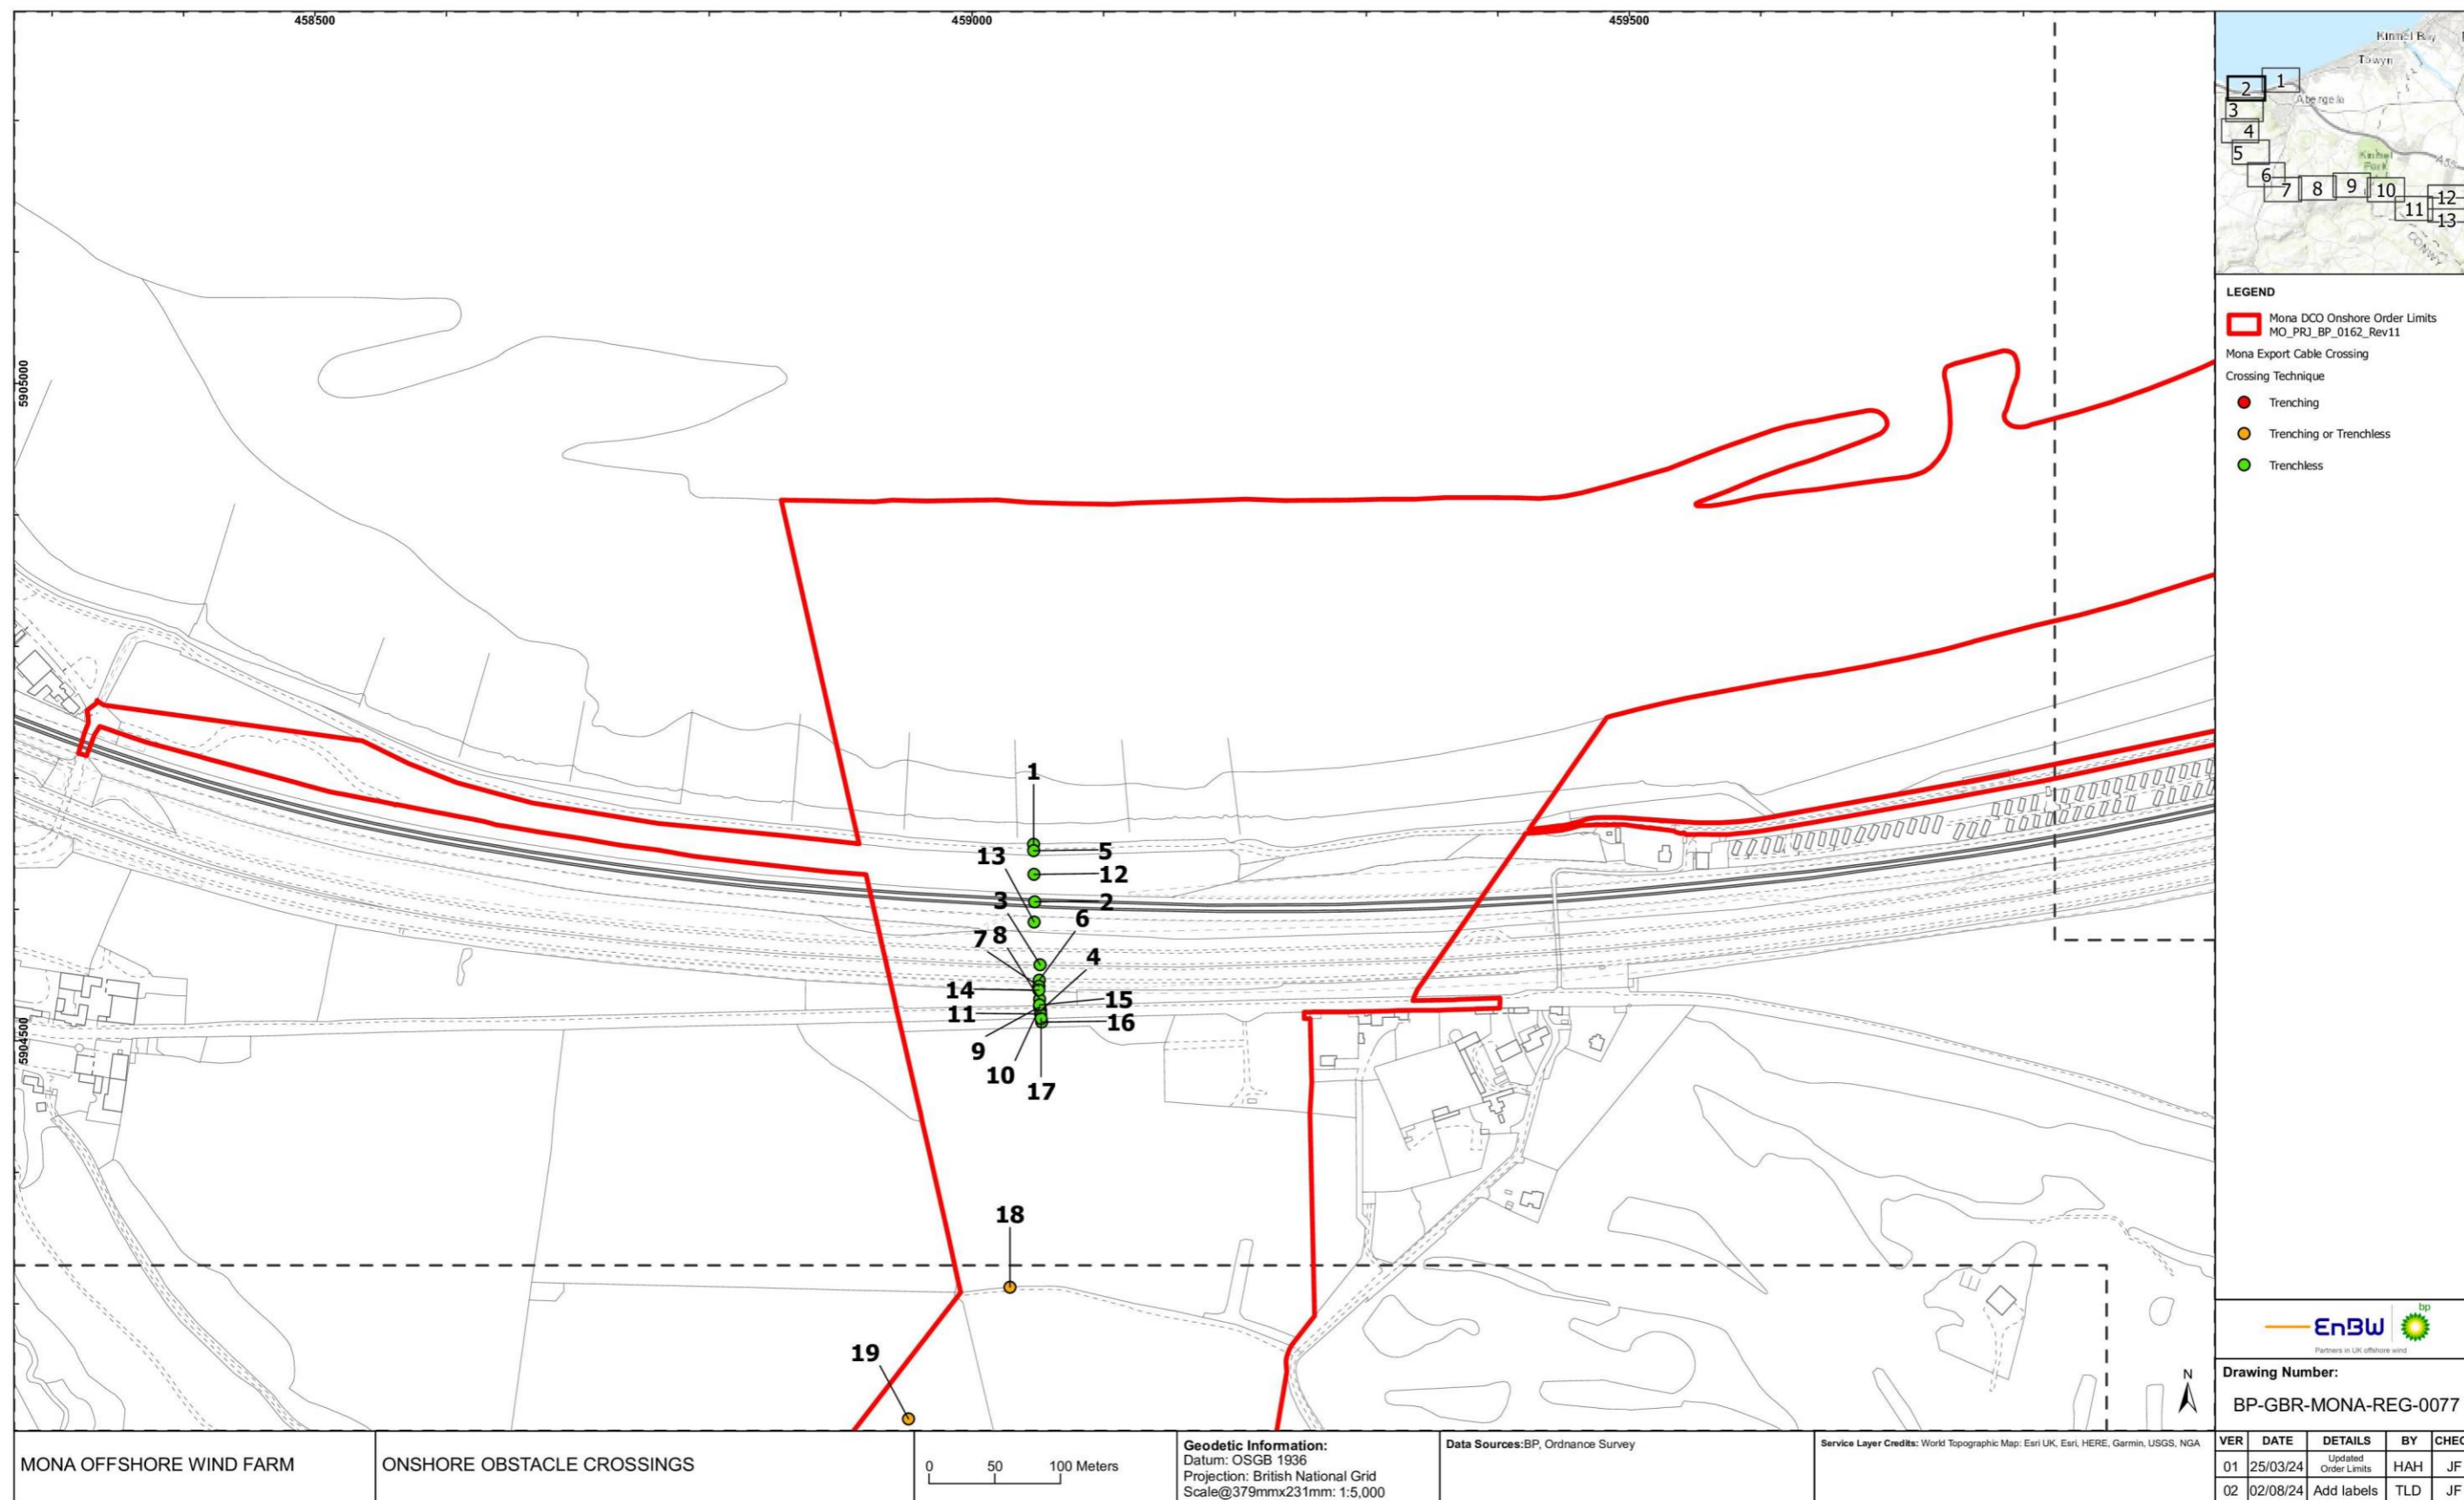 458500
459000
459500
5905000
5904500
1
5
13
12
3
2
6
7
8
4
14
15
11
16
9
10
17
18
19
Kinmel Bay
Towyn
Abergele
Kinmel
Park
A55
CONWY
1
2
3
4
5
6
7
8
9
10
11
12
13
LEGEND
Mona DCO Onshore Order Limits
MO_PRJ_BP_0162_Rev11
Mona Export Cable Crossing
Crossing Technique
Trenching
Trenching or Trenchless
Trenchless
N
EnBW
bp
Partners in UK offshore wind
Drawing Number:
BP-GBR-MONA-REG-0077
MONA OFFSHORE WIND FARM
ONSHORE OBSTACLE CROSSINGS
0 50 100 Meters
Geodetic Information:
Datum: OSGB 1936
Projection: British National Grid
Scale@379mmx231mm: 1:5,000
Data Sources:BP, Ordnance Survey
Service Layer Credits: World Topographic Map: Esri UK, Esri, HERE, Garmin, USGS, NGA
VER DATE DETAILS BY CHEC
01 25/03/24 Updated Order Limits HAH JF
02 02/08/24 Add labels TLD JF